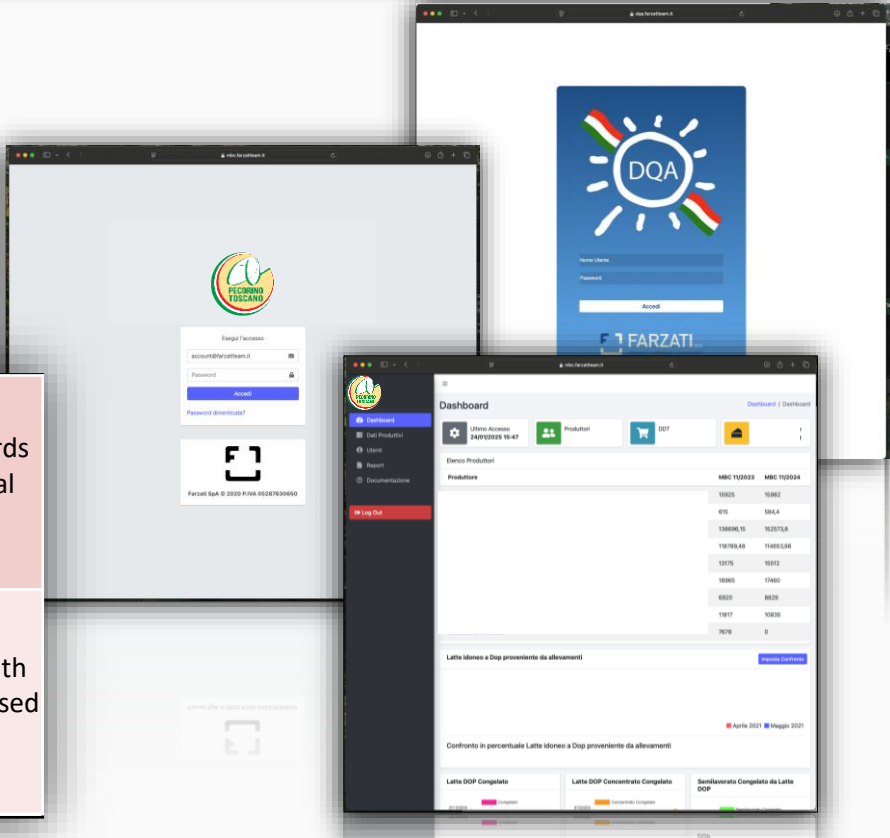 dqa.farzatiteam.it
DQA
Nome Utente
Password
Accedi
FARZATI
mbc.farzatiteam.it
PECORINO
TOSCANO
Esegui l'accesso
account@farzatiteam.it
Password
Accedi
Password dimenticata?
Farzati SpA © 2020 P.IVA 05287630650
rds
al
th
sed
mbc.farzatiteam.it
PECORINO
TOSCANO
Dashboard
Dati Produttivi
Utenti
Report
Documentazione
Log Out
Dashboard
Dashboard / Dashboard
Ultimo Accesso
24/01/2025 15:47
Produttori
DDT
Elenco Produttori
Produttore MBC 11/2023 MBC 11/2024
15925 15982
615 584,4
138696,15 152573,8
116789,46 114653,98
13175 15512
18965 17460
6920 8829
11817 10835
7678 0
Latte idoneo a Dop proveniente da allevamenti
Imposta Confronto
Aprile 2021 Maggio 2021
Confronto in percentuale Latte idoneo a Dop proveniente da allevamenti
Latte DOP Congelato
Congelato
Latte DOP Concentrato Congelato
Concentrato Congelato
Semilavorato Congelato da Latte
DOP
Semilavorato Congelato